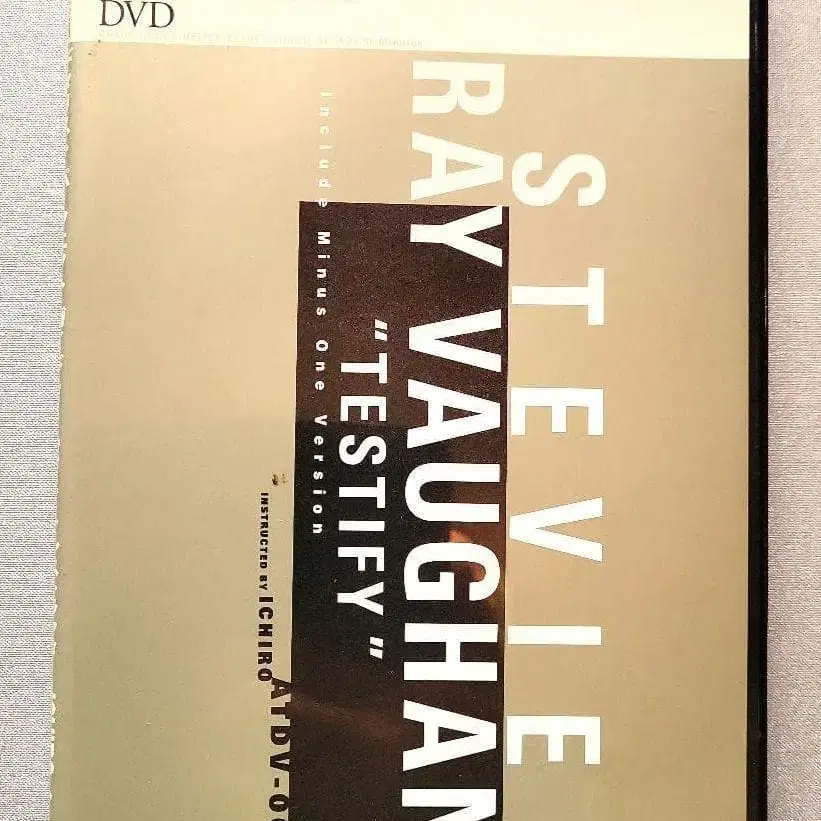 DVD
STEVIE
RAY VAUGHAN
"TESTIFY"
Include Minus One Version
INSTRUCTED BY ICHIRO
ATDV-